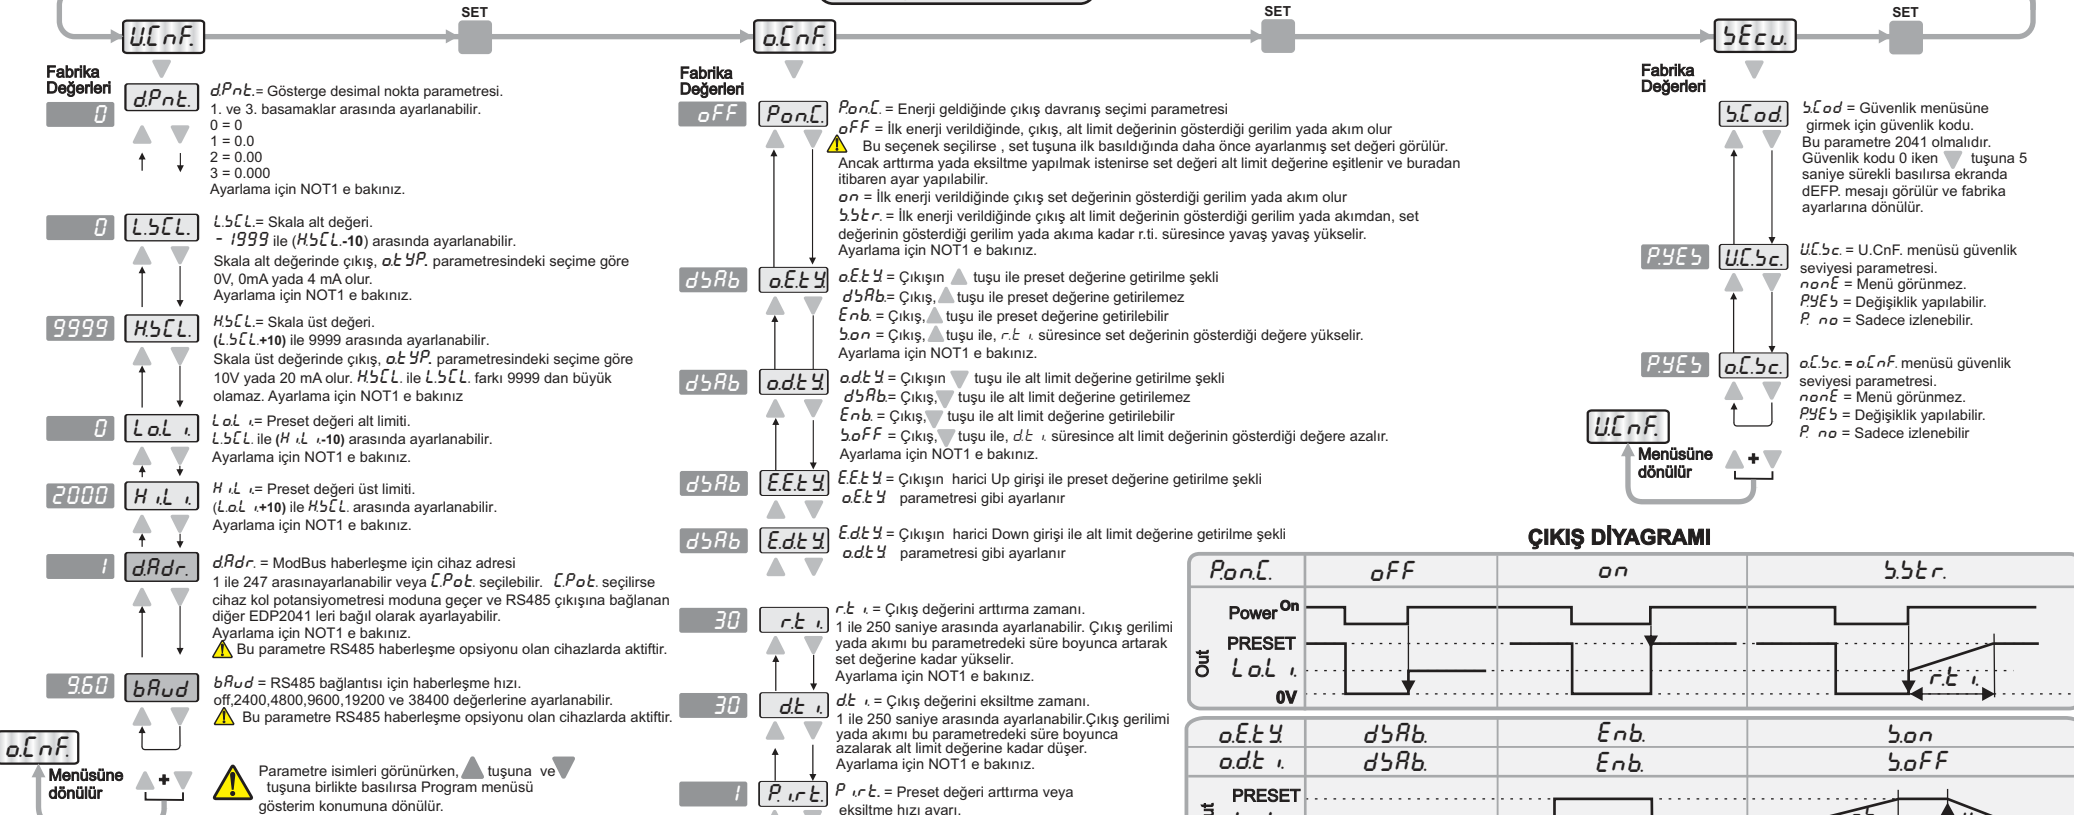 SET
SET
SET
U.CnF.
o.CnF.
SEcu.
Fabrika
Değerleri
0
d.Pnt.
d.Pnt.= Gösterge desimal nokta parametresi.
1. ve 3. basamaklar arasında ayarlanabilir.
0 = 0
1 = 0.0
2 = 0.00
3 = 0.000
Ayarlama için NOT1 e bakınız.
0
L.SCL.
L.SCL.= Skala alt değeri.
- 1999 ile (H.SCL.-10) arasında ayarlanabilir.
Skala alt değerinde çıkış, o.tYP. parametresindeki seçime göre
0V, 0mA yada 4 mA olur.
Ayarlama için NOT1 e bakınız.
9999
H.SCL.
H.SCL.= Skala üst değeri.
(L.SCL.+10) ile 9999 arasında ayarlanabilir.
Skala üst değerinde çıkış, o.tYP. parametresindeki seçime göre
10V yada 20 mA olur. H.SCL. ile L.SCL. farkı 9999 dan büyük
olamaz. Ayarlama için NOT1 e bakınız
0
Lo.L i.
Lo.L i.= Preset değeri alt limiti.
L.SCL. ile (H i.L i.-10) arasında ayarlanabilir.
Ayarlama için NOT1 e bakınız.
2000
H i.L i.
H i.L i.= Preset değeri üst limiti.
(Lo.L i.+10) ile H.SCL. arasında ayarlanabilir.
Ayarlama için NOT1 e bakınız.
1
d.Adr.
d.Adr. = ModBus haberleşme için cihaz adresi
1 ile 247 arasınayarlanabilir veya C.Pot. seçilebilir. C.Pot. seçilirse
cihaz kol potansiyometresi moduna geçer ve RS485 çıkışına bağlanan
diğer EDP2041 leri bağıl olarak ayarlayabilir.
Ayarlama için NOT1 e bakınız.
Bu parametre RS485 haberleşme opsiyonu olan cihazlarda aktiftir.
9.60
bAud
bAud = RS485 bağlantısı için haberleşme hızı.
off,2400,4800,9600,19200 ve 38400 değerlerine ayarlanabilir.
Bu parametre RS485 haberleşme opsiyonu olan cihazlarda aktiftir.
o.CnF.
Menüsüne
dönülür
+
Parametre isimleri görünürken, tuşuna ve
tuşuna birlikte basılırsa Program menüsü
gösterim konumuna dönülür.
Fabrika
Değerleri
oFF
P.on.C.
P.on.C. = Enerji geldiğinde çıkış davranış seçimi parametresi
oFF = İlk enerji verildiğinde, çıkış, alt limit değerinin gösterdiği gerilim yada akım olur
Bu seçenek seçilirse , set tuşuna ilk basıldığında daha önce ayarlanmış set değeri görülür.
Ancak arttırma yada eksiltme yapılmak istenirse set değeri alt limit değerine eşitlenir ve buradan
itibaren ayar yapılabilir.
on = İlk enerji verildiğinde çıkış set değerinin gösterdiği gerilim yada akım olur
S.Str. = İlk enerji verildiğinde çıkış alt limit değerinin gösterdiği gerilim yada akımdan, set
değerinin gösterdiği gerilim yada akıma kadar r.ti. süresince yavaş yavaş yükselir.
Ayarlama için NOT1 e bakınız.
dSAb
o.E.tY.
o.E.tY. = Çıkışın tuşu ile preset değerine getirilme şekli
dSAb.= Çıkış, tuşu ile preset değerine getirilemez
Enb. = Çıkış, tuşu ile preset değerine getirilebilir
S.on = Çıkış, tuşu ile, r.t i. süresince set değerinin gösterdiği değere yükselir.
Ayarlama için NOT1 e bakınız.
dSAb
o.d.tY.
o.d.tY. = Çıkışın tuşu ile alt limit değerine getirilme şekli
dSAb.= Çıkış, tuşu ile alt limit değerine getirilemez
Enb. = Çıkış, tuşu ile alt limit değerine getirilebilir
S.oFF = Çıkış, tuşu ile, d.t i. süresince alt limit değerinin gösterdiği değere azalır.
Ayarlama için NOT1 e bakınız.
dSAb
E.E.tY.
E.E.tY. = Çıkışın harici Up girişi ile preset değerine getirilme şekli
o.E.tY parametresi gibi ayarlanır
dSAb
E.d.tY.
E.d.tY. = Çıkışın harici Down girişi ile alt limit değerine getirilme şekli
o.d.tY parametresi gibi ayarlanır
30
r.t i.
r.t i. = Çıkış değerini arttırma zamanı.
1 ile 250 saniye arasında ayarlanabilir. Çıkış gerilimi
yada akımı bu parametredeki süre boyunca artarak
set değerine kadar yükselir.
Ayarlama için NOT1 e bakınız.
30
d.t i.
d.t i. = Çıkış değerini eksiltme zamanı.
1 ile 250 saniye arasında ayarlanabilir.Çıkış gerilimi
yada akımı bu parametredeki süre boyunca
azalarak alt limit değerine kadar düşer.
Ayarlama için NOT1 e bakınız.
1
P. i.r t.
P i.r t. = Preset değeri arttırma veya
eksiltme hızı ayarı.
Fabrika
Değerleri
S.Cod.
S.Cod = Güvenlik menüsüne
girmek için güvenlik kodu.
Bu parametre 2041 olmalıdır.
Güvenlik kodu 0 iken tuşuna 5
saniye sürekli basılırsa ekranda
dEFP. mesajı görülür ve fabrika
ayarlarına dönülür.
P.YES
U.C.Sc.
U.C.Sc. = U.CnF. menüsü güvenlik
seviyesi parametresi.
nonE = Menü görünmez.
P.YES = Değişiklik yapılabilir.
P. no = Sadece izlenebilir.
P.YES
o.C.Sc.
o.C.Sc. = o.CnF. menüsü güvenlik
seviyesi parametresi.
nonE = Menü görünmez.
P.YES = Değişiklik yapılabilir.
P. no = Sadece izlenebilir
U.CnF.
Menüsüne
dönülür
+
ÇIKIŞ DİYAGRAMI
P.on.C. oFF on S.Str.
Power On
Out
PRESET
Lo.L i.
0V
r.t i.
o.E.tY. dSAb. Enb. S.on
o.d.t i. dSAb. Enb. S.oFF
PRESET